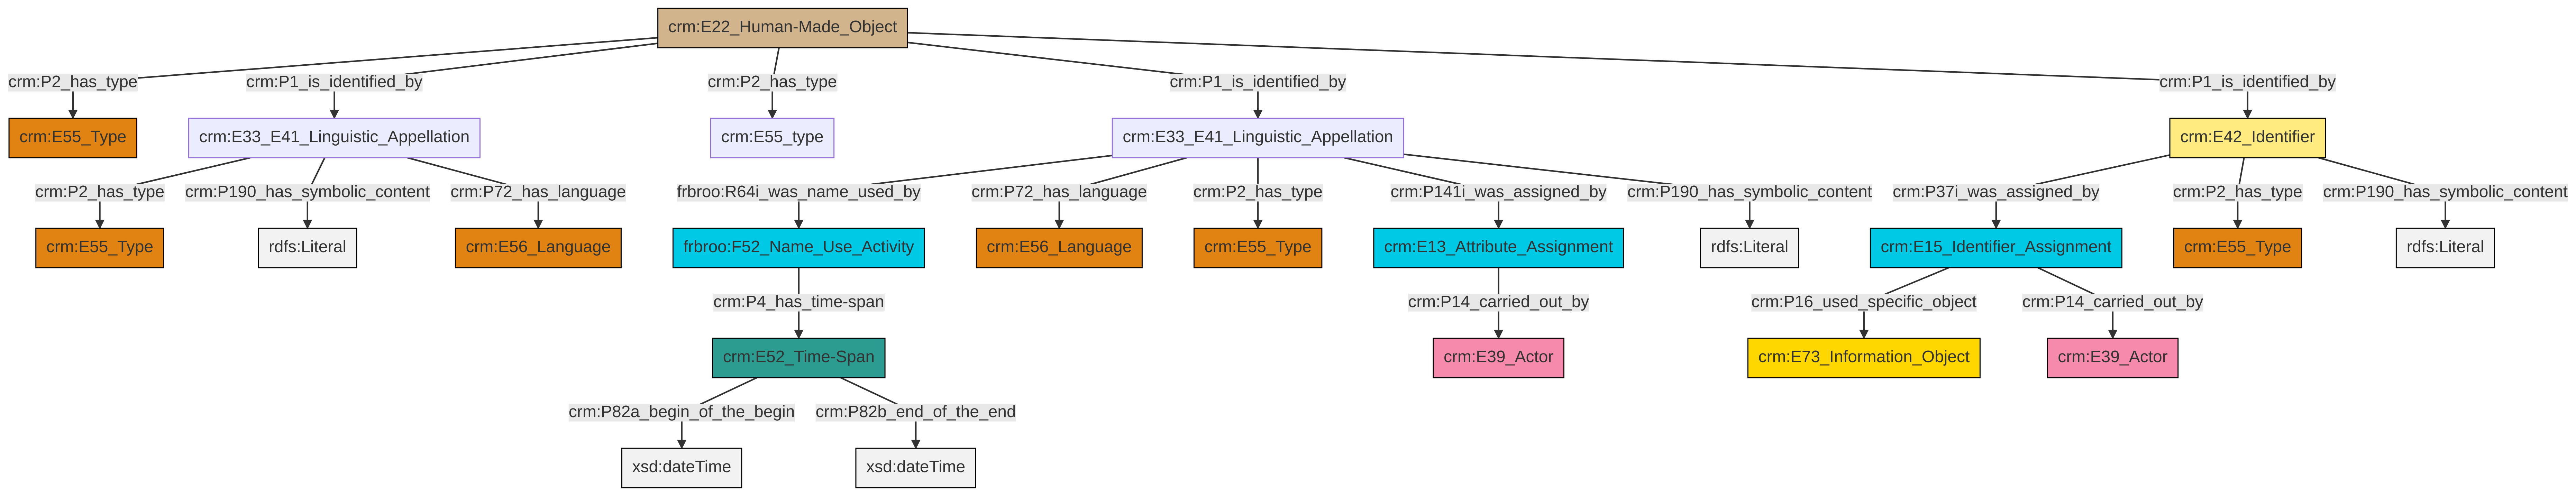 crm:E22_Human-Made_Object
crm:P2_has_type
crm:P1_is_identified_by
crm:P2_has_type
crm:P1_is_identified_by
crm:P1_is_identified_by
crm:E55_Type
crm:E33_E41_Linguistic_Appellation
crm:E55_type
crm:E33_E41_Linguistic_Appellation
crm:E42_Identifier
crm:P2_has_type
crm:P190_has_symbolic_content
crm:P72_has_language
frbroo:R64i_was_name_used_by
crm:P72_has_language
crm:P2_has_type
crm:P141i_was_assigned_by
crm:P190_has_symbolic_content
crm:P37i_was_assigned_by
crm:P2_has_type
crm:P190_has_symbolic_content
crm:E55_Type
rdfs:Literal
crm:E56_Language
frbroo:F52_Name_Use_Activity
crm:E56_Language
crm:E55_Type
crm:E13_Attribute_Assignment
rdfs:Literal
crm:E15_Identifier_Assignment
crm:E55_Type
rdfs:Literal
crm:P4_has_time-span
crm:P14_carried_out_by
crm:P16_used_specific_object
crm:P14_carried_out_by
crm:E52_Time-Span
crm:E39_Actor
crm:E73_Information_Object
crm:E39_Actor
crm:P82a_begin_of_the_begin
crm:P82b_end_of_the_end
xsd:dateTime
xsd:dateTime